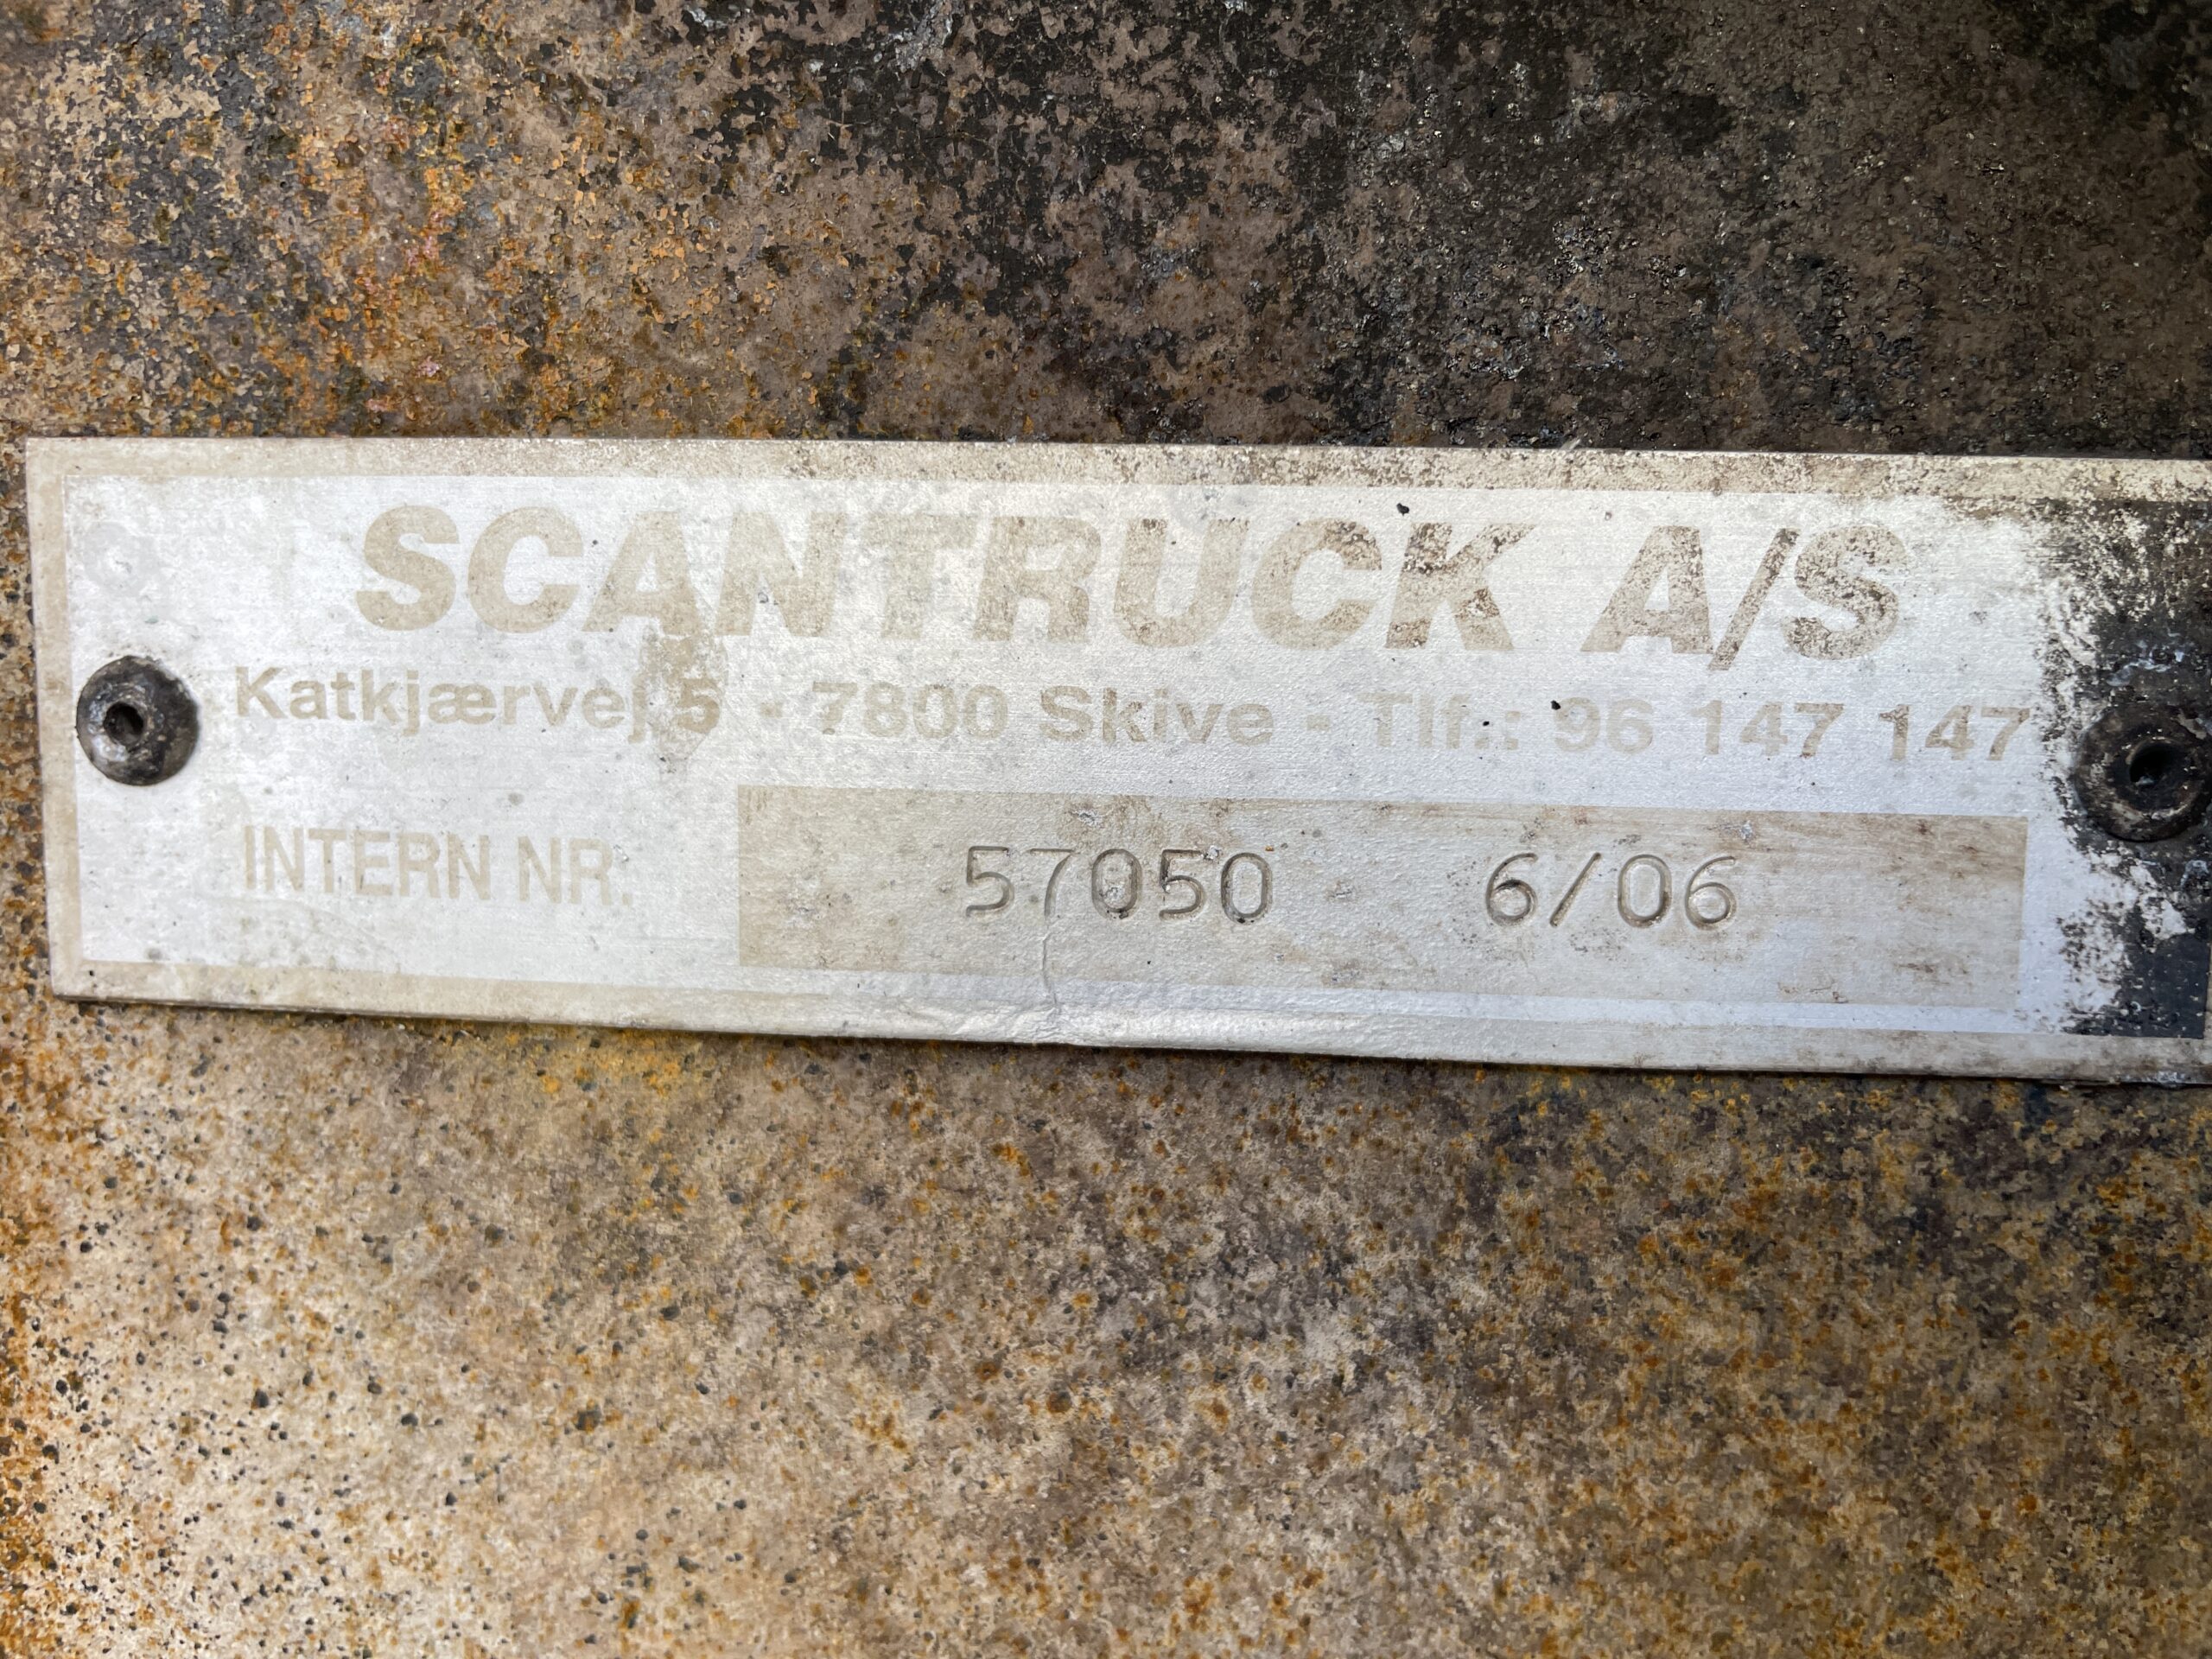 SCANTRUCK A/S
Katkjærvej 5 - 7800 Skive - Tlf.: 96 147 147
INTERN NR. 57050 6/06